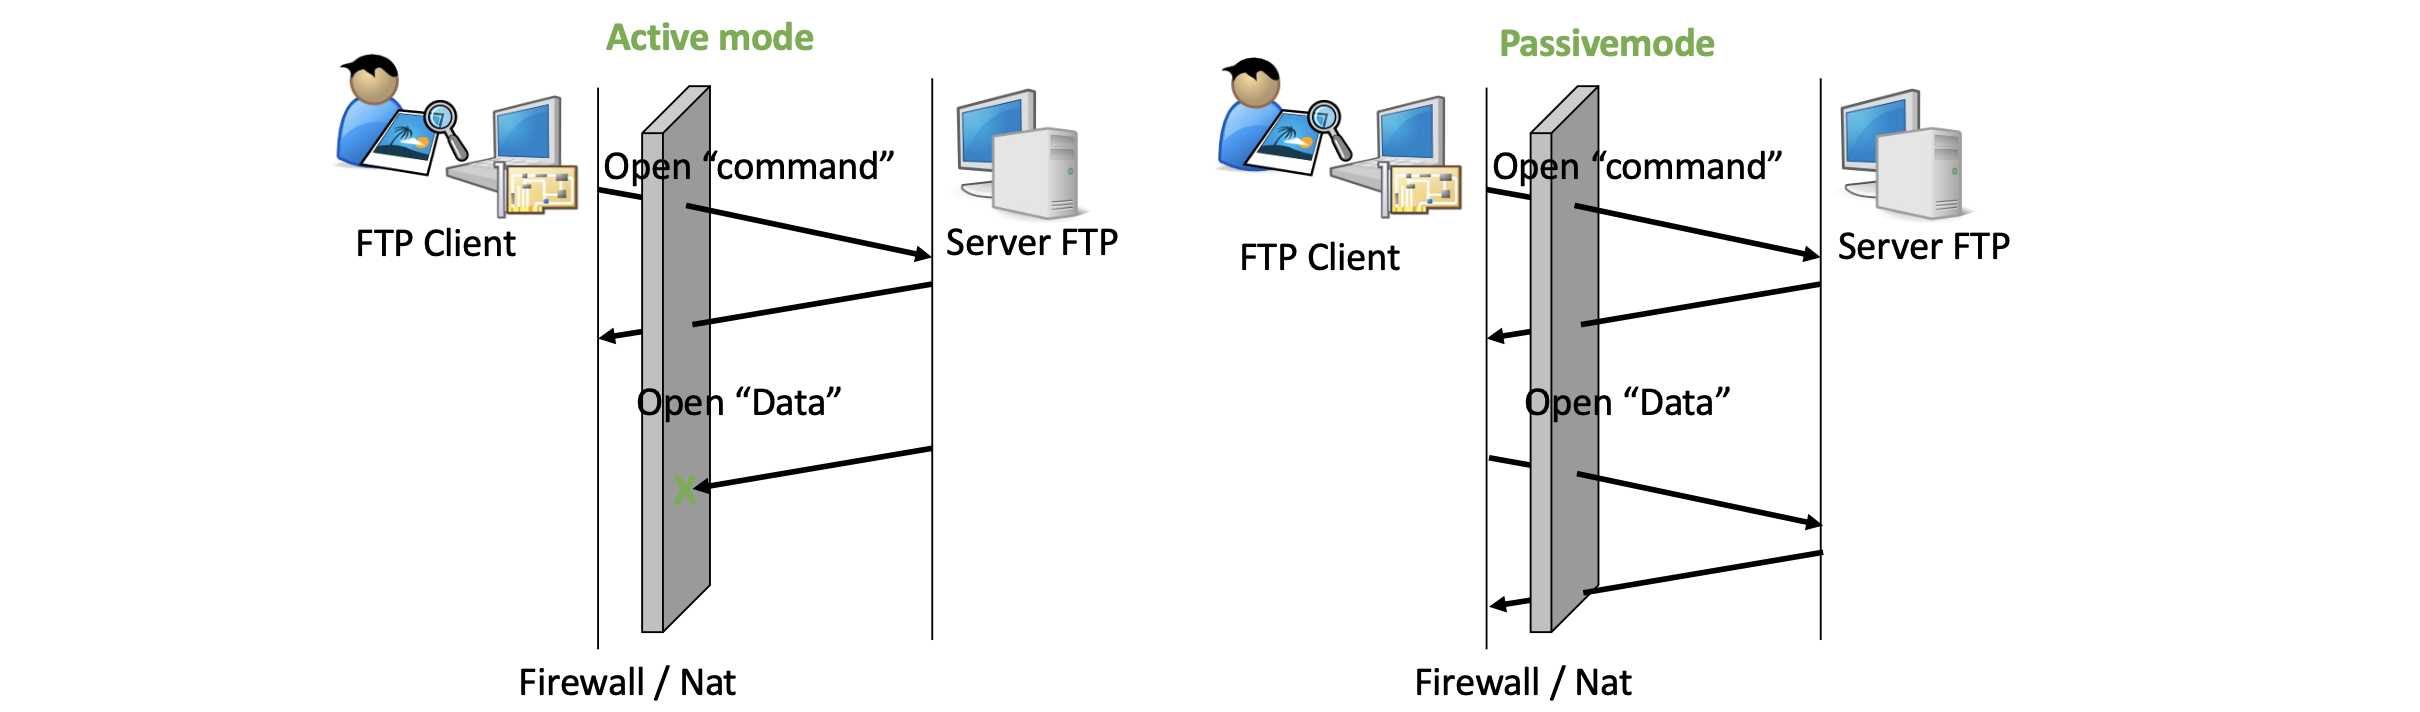 Active mode
Open “command”
FTP Client
Server FTP
Open “Data”
X
Firewall / Nat
Passivemode
Open “command”
FTP Client
Server FTP
Open “Data”
Firewall / Nat